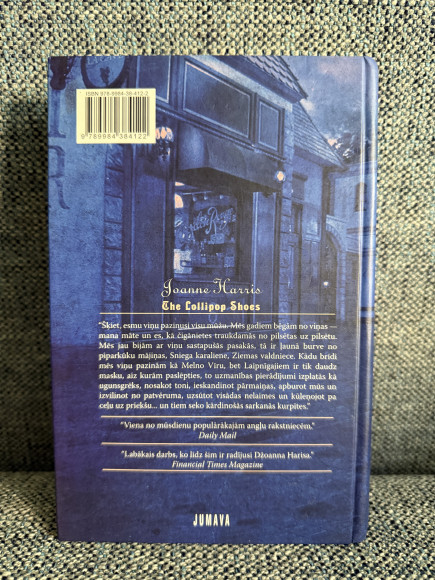 ISBN 978-9984-38-412-2
9 789984 384122
Joanne Harris
The Lollipop Shoes
"Šķiet, esmu viņu pazinusi visu mūžu. Mēs gadiem bēgām no viņas –
mana māte un es, kā čigānietes traukdamās no pilsētas uz pilsētu.
Mēs jau bijām ar viņu sastapušās pasakās, tā ir ļaunā burve no
piparkūku mājiņas, Sniega karaliene, Ziemas valdniece. Kādu brīdi
mēs viņu pazinām kā Melno Vīru, bet Laipnīgajiem ir tik daudz
masku, aiz kurām paslēpties, to uzmanības pierādījumi izplatās kā
ugunsgrēks, nosakot toni, ieskandinot pārmaiņas, apburot mūs un
izvilinot no patvēruma, uzsūtot visādas nelaimes un kūleņojot pa
ceļu uz priekšu... un tiem seko kārdinošās sarkanās kurpītes."
"Viena no mūsdienu populārākajām angļu rakstniecēm."
Daily Mail
"Labākais darbs, ko līdz šim ir radījusi Džoanna Harisa."
Financial Times Magazine
JUMAVA